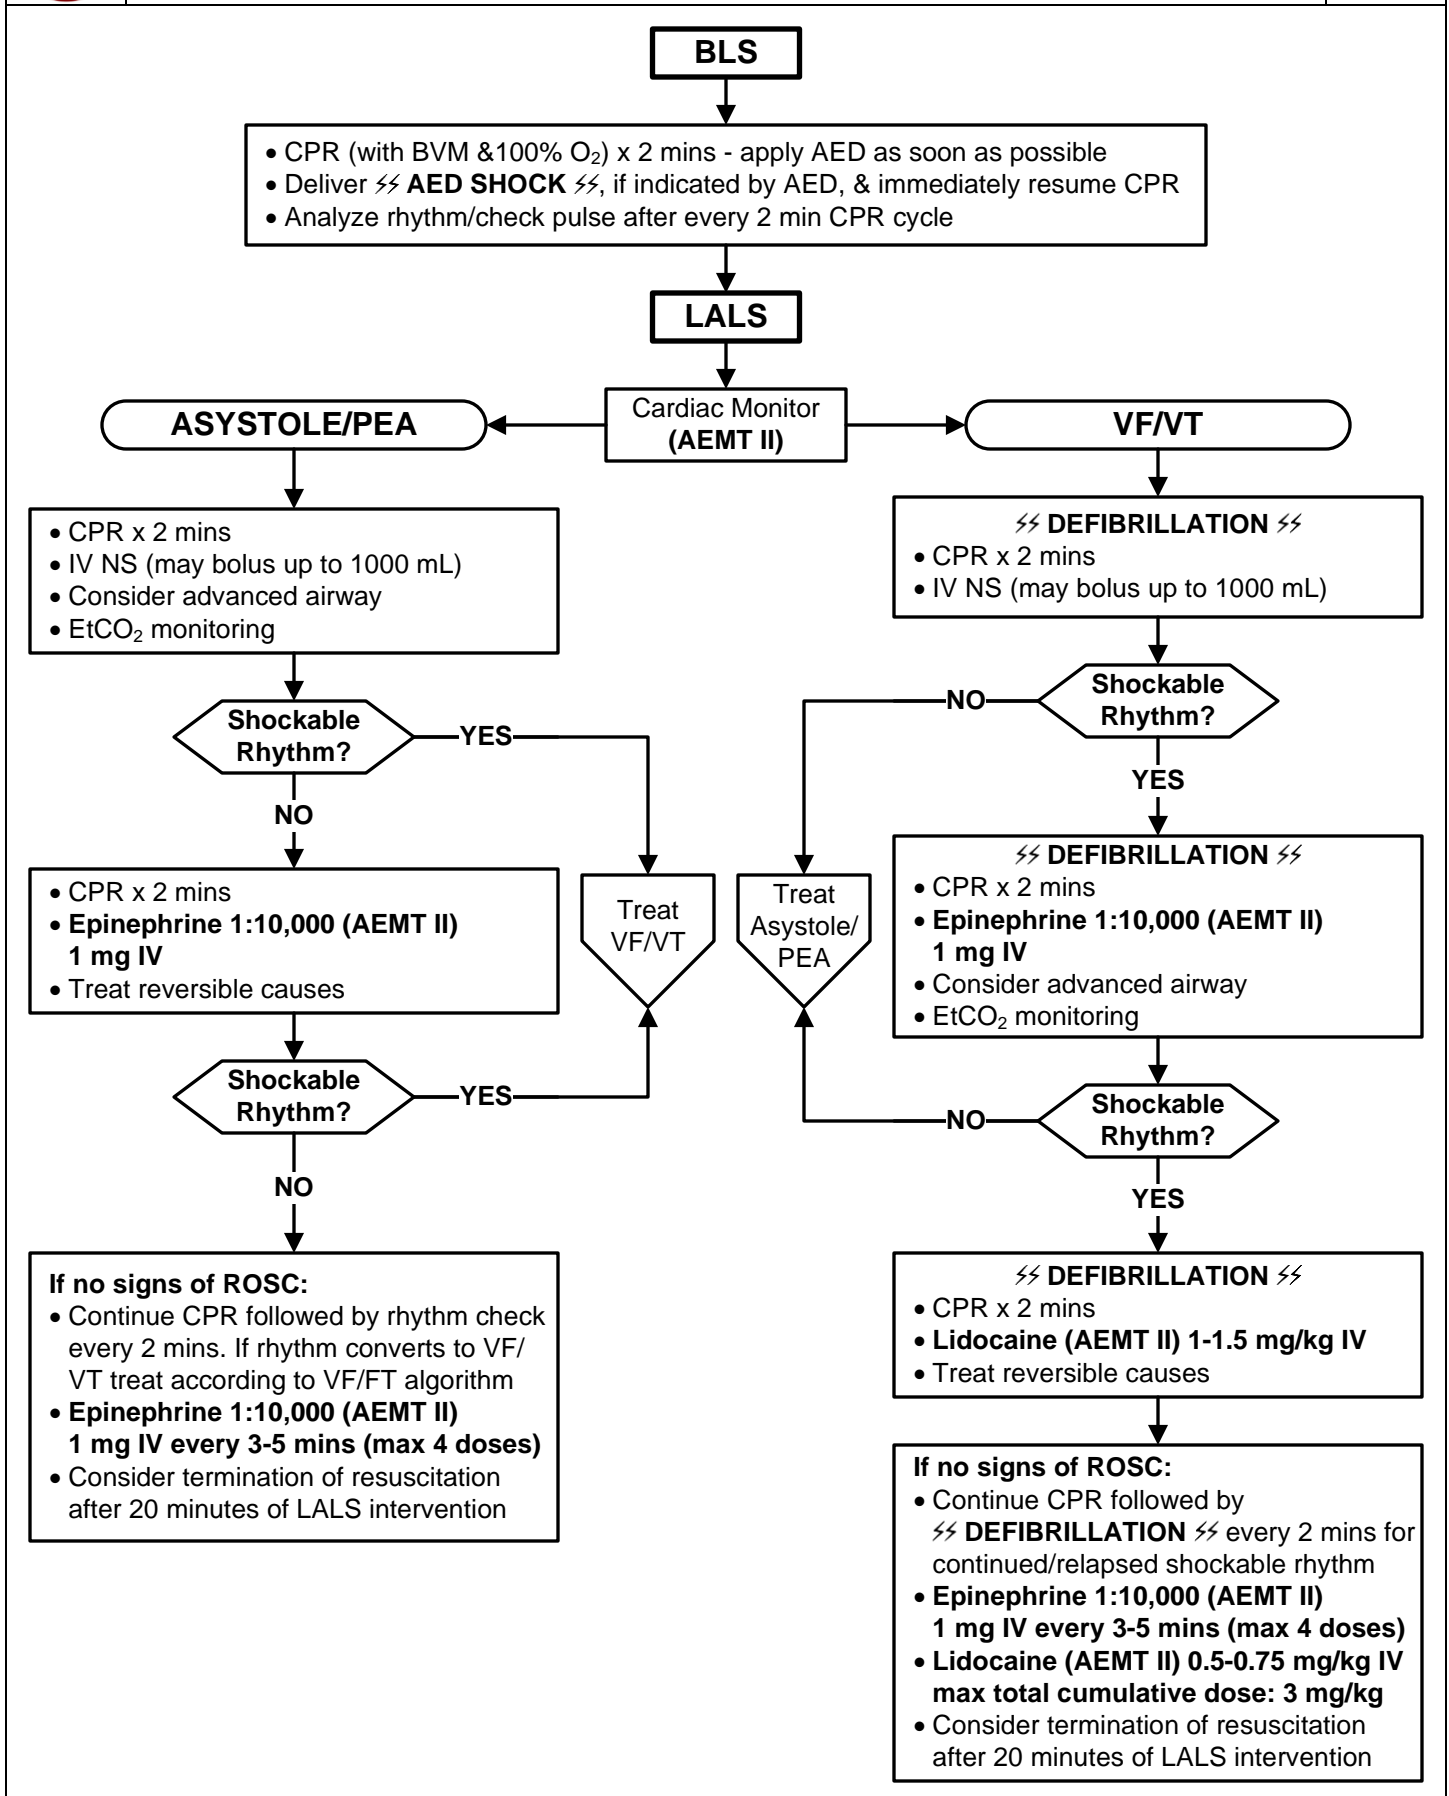 BLS
• CPR (with BVM &100% O₂) x 2 mins - apply AED as soon as possible
• Deliver ⚡⚡ AED SHOCK ⚡⚡, if indicated by AED, & immediately resume CPR
• Analyze rhythm/check pulse after every 2 min CPR cycle
LALS
Cardiac Monitor
(AEMT II)
ASYSTOLE/PEA
• CPR x 2 mins
• IV NS (may bolus up to 1000 mL)
• Consider advanced airway
• EtCO₂ monitoring
Shockable
Rhythm?
YES
NO
• CPR x 2 mins
• Epinephrine 1:10,000 (AEMT II)
1 mg IV
• Treat reversible causes
Treat
VF/VT
Shockable
Rhythm?
YES
NO
If no signs of ROSC:
• Continue CPR followed by rhythm check
every 2 mins. If rhythm converts to VF/
VT treat according to VF/FT algorithm
• Epinephrine 1:10,000 (AEMT II)
1 mg IV every 3-5 mins (max 4 doses)
• Consider termination of resuscitation
after 20 minutes of LALS intervention
VF/VT
⚡⚡ DEFIBRILLATION ⚡⚡
• CPR x 2 mins
• IV NS (may bolus up to 1000 mL)
Shockable
Rhythm?
NO
YES
Treat
Asystole/
PEA
⚡⚡ DEFIBRILLATION ⚡⚡
• CPR x 2 mins
• Epinephrine 1:10,000 (AEMT II)
1 mg IV
• Consider advanced airway
• EtCO₂ monitoring
Shockable
Rhythm?
NO
YES
⚡⚡ DEFIBRILLATION ⚡⚡
• CPR x 2 mins
• Lidocaine (AEMT II) 1-1.5 mg/kg IV
• Treat reversible causes
If no signs of ROSC:
• Continue CPR followed by
⚡⚡ DEFIBRILLATION ⚡⚡ every 2 mins for
continued/relapsed shockable rhythm
• Epinephrine 1:10,000 (AEMT II)
1 mg IV every 3-5 mins (max 4 doses)
• Lidocaine (AEMT II) 0.5-0.75 mg/kg IV
max total cumulative dose: 3 mg/kg
• Consider termination of resuscitation
after 20 minutes of LALS intervention